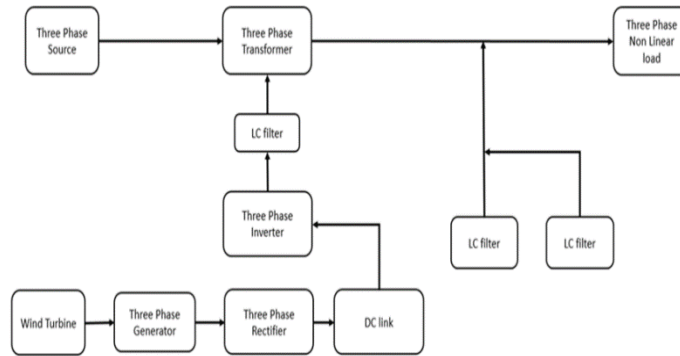 Three Phase
Source
Three Phase
Transformer
Three Phase
Non Linear
load
LC filter
Three Phase
Inverter
LC filter
LC filter
Wind Turbine
Three Phase
Generator
Three Phase
Rectifier
DC link